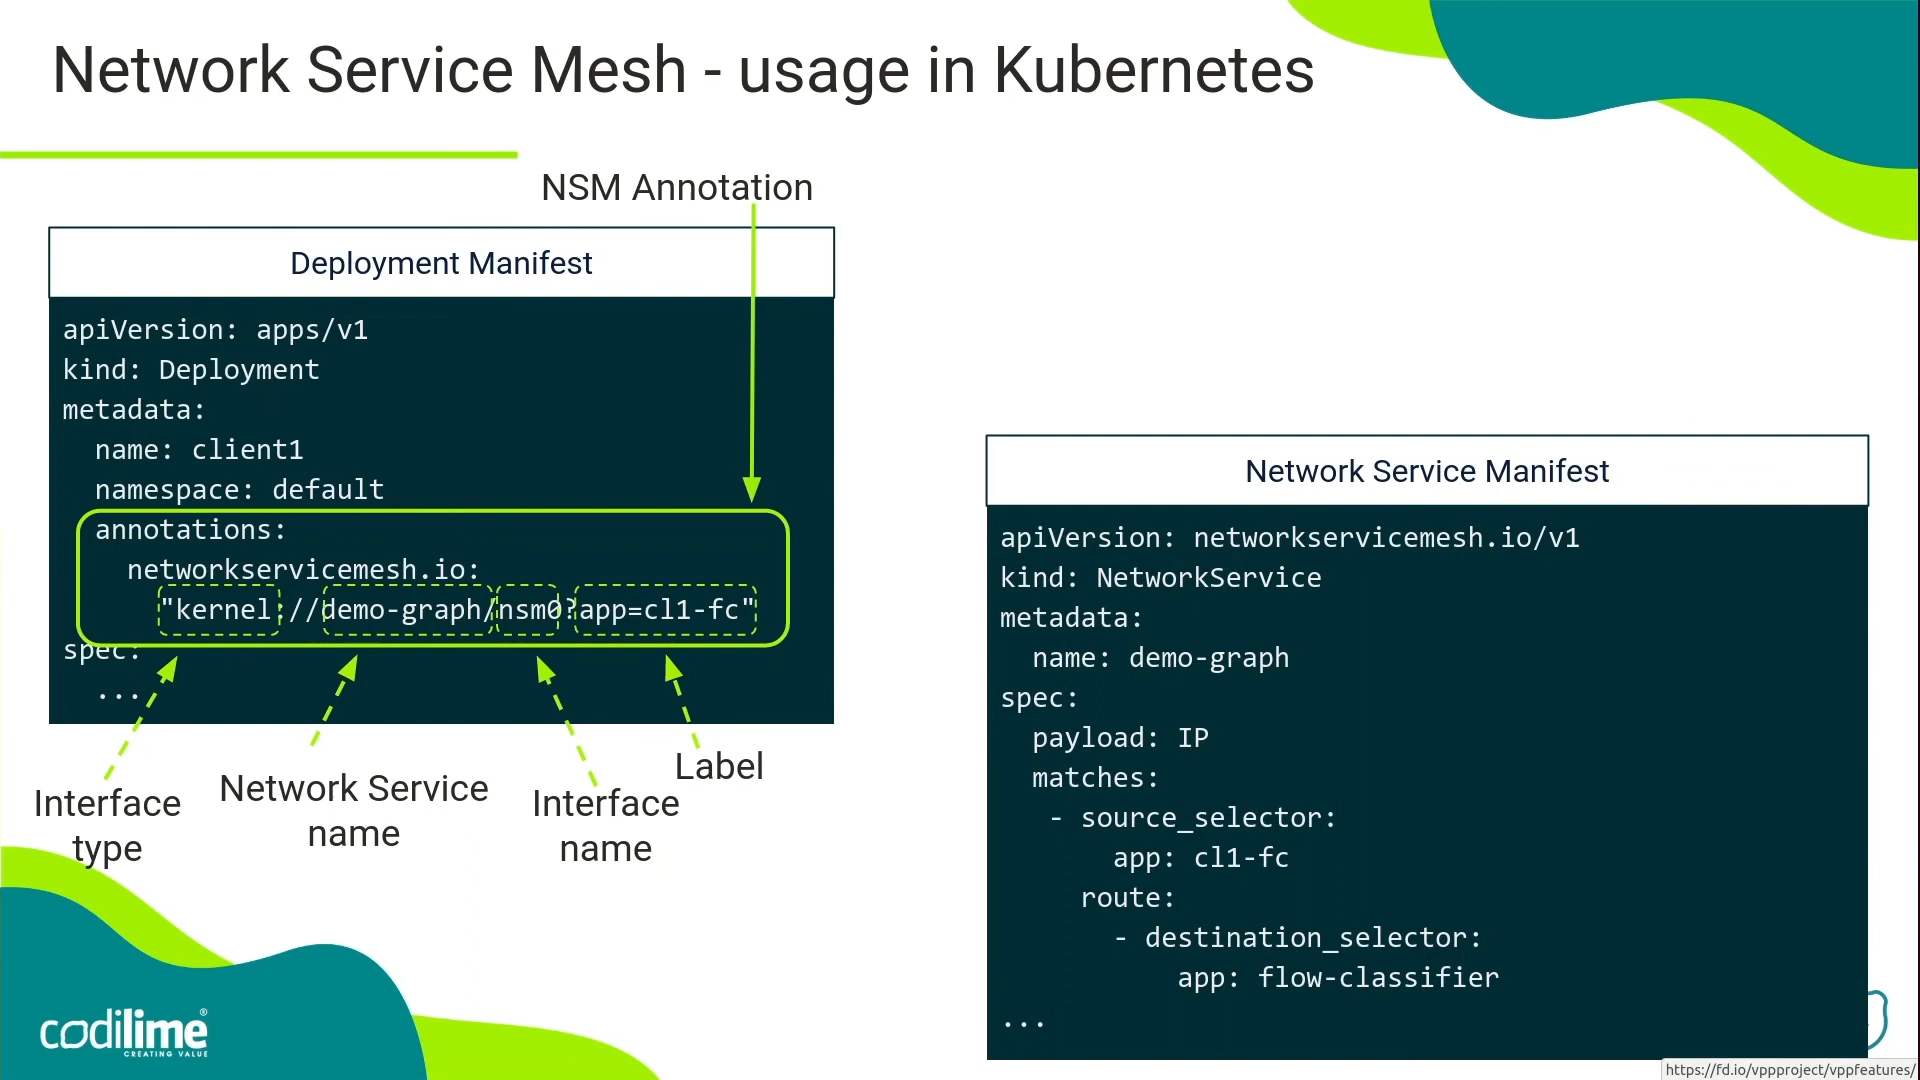 Network Service Mesh - usage in Kubernetes
NSM Annotation
Deployment Manifest
apiVersion: apps/v1
kind: Deployment
metadata:
  name: client1
  namespace: default
  annotations:
    networkservicemesh.io:
      "kernel://demo-graph/nsm0?app=cl1-fc"
spec:
  ...
Interface
type
Network Service
name
Interface
name
Label
Network Service Manifest
apiVersion: networkservicemesh.io/v1
kind: NetworkService
metadata:
  name: demo-graph
spec:
  payload: IP
  matches:
   - source_selector:
       app: cl1-fc
     route:
       - destination_selector:
           app: flow-classifier
...
codilime®
CREATING VALUE
https://fd.io/vppproject/vppfeatures/